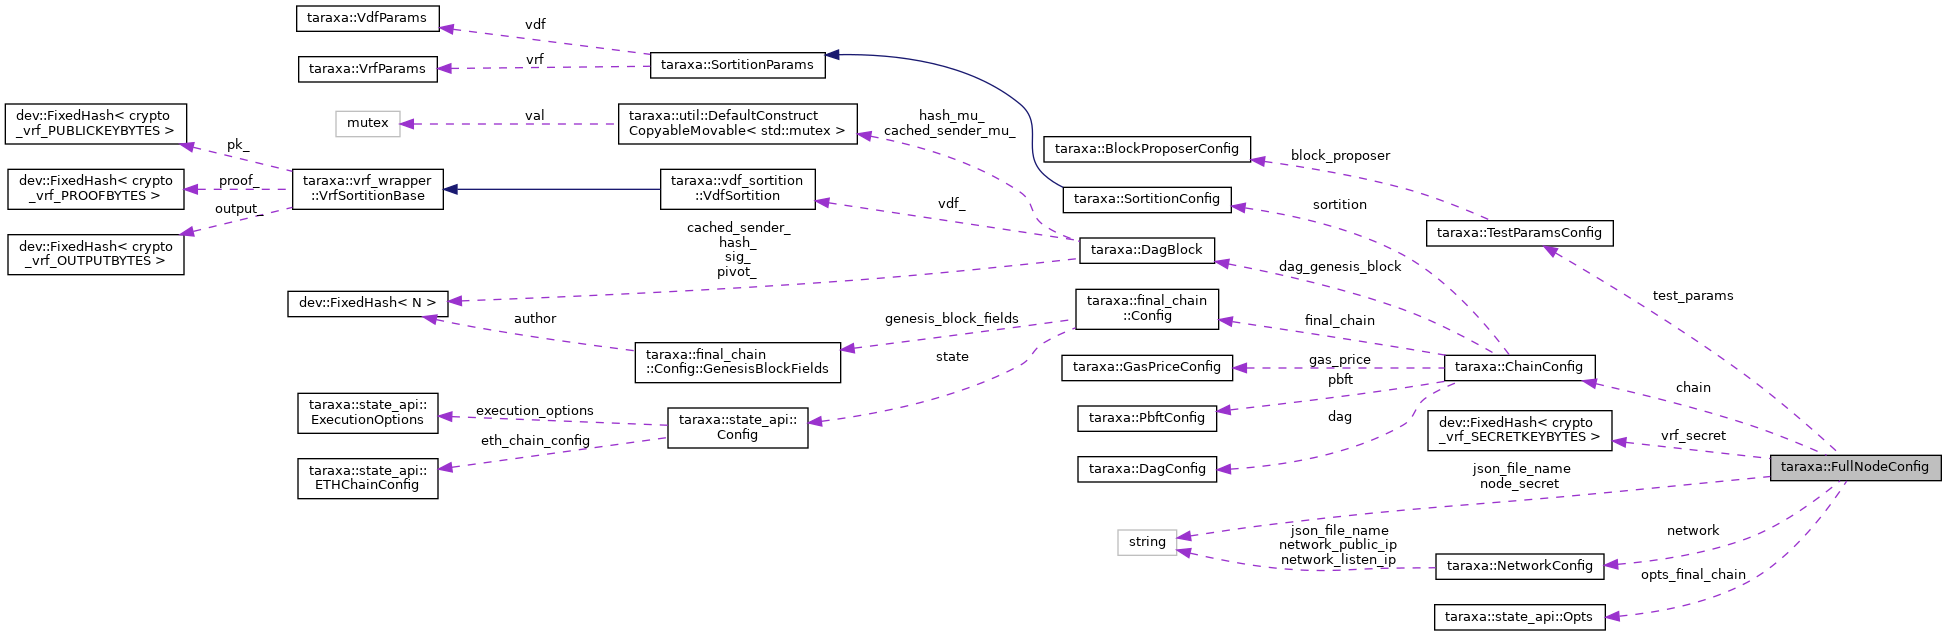 taraxa::VdfParams
vdf
taraxa::SortitionParams
vrf
taraxa::VrfParams
dev::FixedHash< crypto
_vrf_PUBLICKEYBYTES >
mutex
val
taraxa::util::DefaultConstruct
CopyableMovable< std::mutex >
hash_mu_
cached_sender_mu_
taraxa::BlockProposerConfig
block_proposer
pk_
dev::FixedHash< crypto
_vrf_PROOFBYTES >
proof_
taraxa::vrf_wrapper
::VrfSortitionBase
taraxa::vdf_sortition
::VdfSortition
vdf_
taraxa::SortitionConfig
sortition
output_
taraxa::TestParamsConfig
dev::FixedHash< crypto
_vrf_OUTPUTBYTES >
cached_sender_
hash_
sig_
pivot_
taraxa::DagBlock
dag_genesis_block
test_params
dev::FixedHash< N >
author
taraxa::final_chain
::Config::GenesisBlockFields
genesis_block_fields
state
taraxa::final_chain
::Config
final_chain
taraxa::GasPriceConfig
gas_price
pbft
taraxa::ChainConfig
chain
taraxa::state_api::
ExecutionOptions
execution_options
taraxa::state_api::
Config
taraxa::PbftConfig
dag
dev::FixedHash< crypto
_vrf_SECRETKEYBYTES >
vrf_secret
eth_chain_config
taraxa::state_api::
ETHChainConfig
taraxa::DagConfig
json_file_name
node_secret
taraxa::FullNodeConfig
string
json_file_name
network_public_ip
network_listen_ip
taraxa::NetworkConfig
network
opts_final_chain
taraxa::state_api::Opts